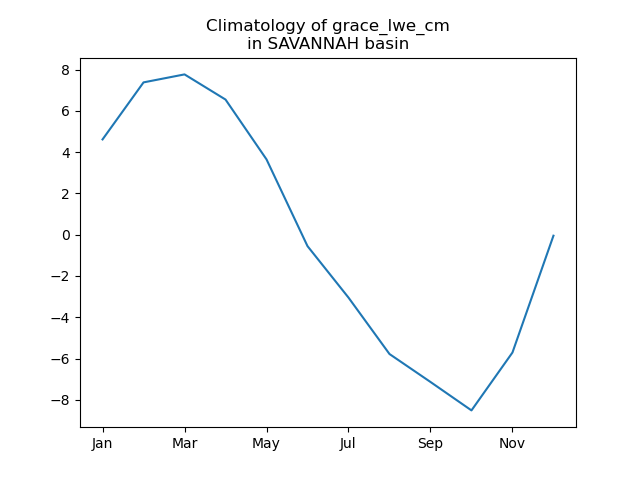 Climatology of grace_lwe_cm
in SAVANNAH basin
8
6
4
2
0
−2
−4
−6
−8
Jan
Mar
May
Jul
Sep
Nov